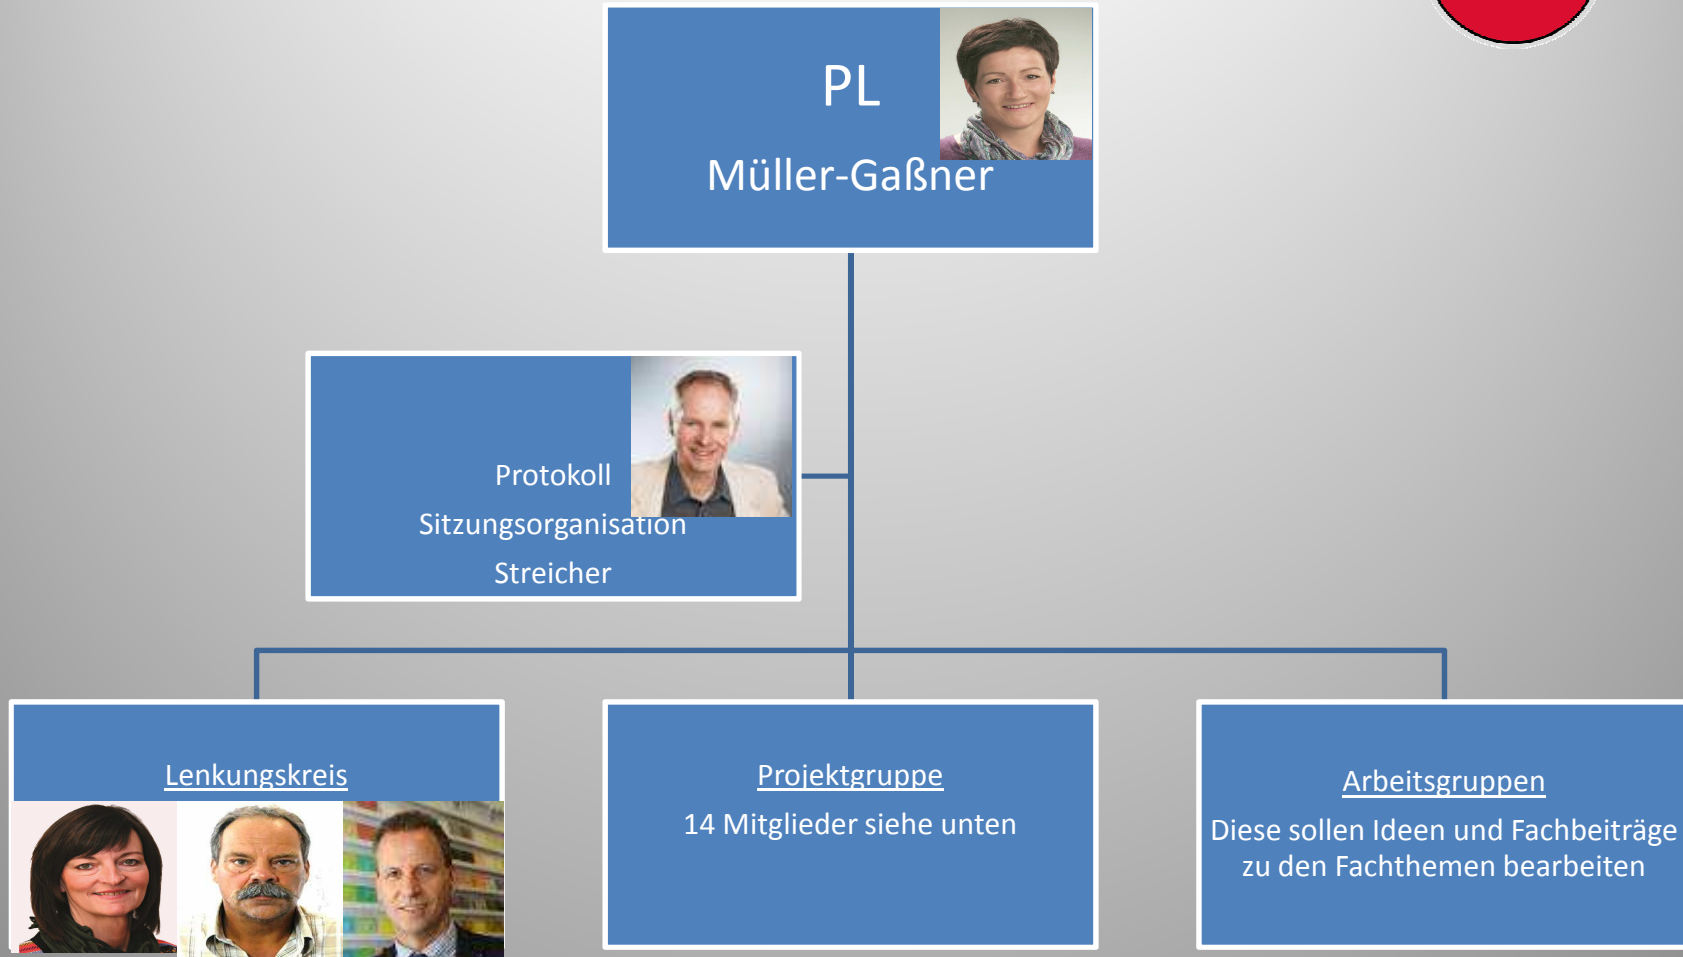 PL
Müller-Gaßner
Protokoll
Sitzungsorganisation
Streicher
Lenkungskreis
Projektgruppe
14 Mitglieder siehe unten
Arbeitsgruppen
Diese sollen Ideen und Fachbeiträge
zu den Fachthemen bearbeiten